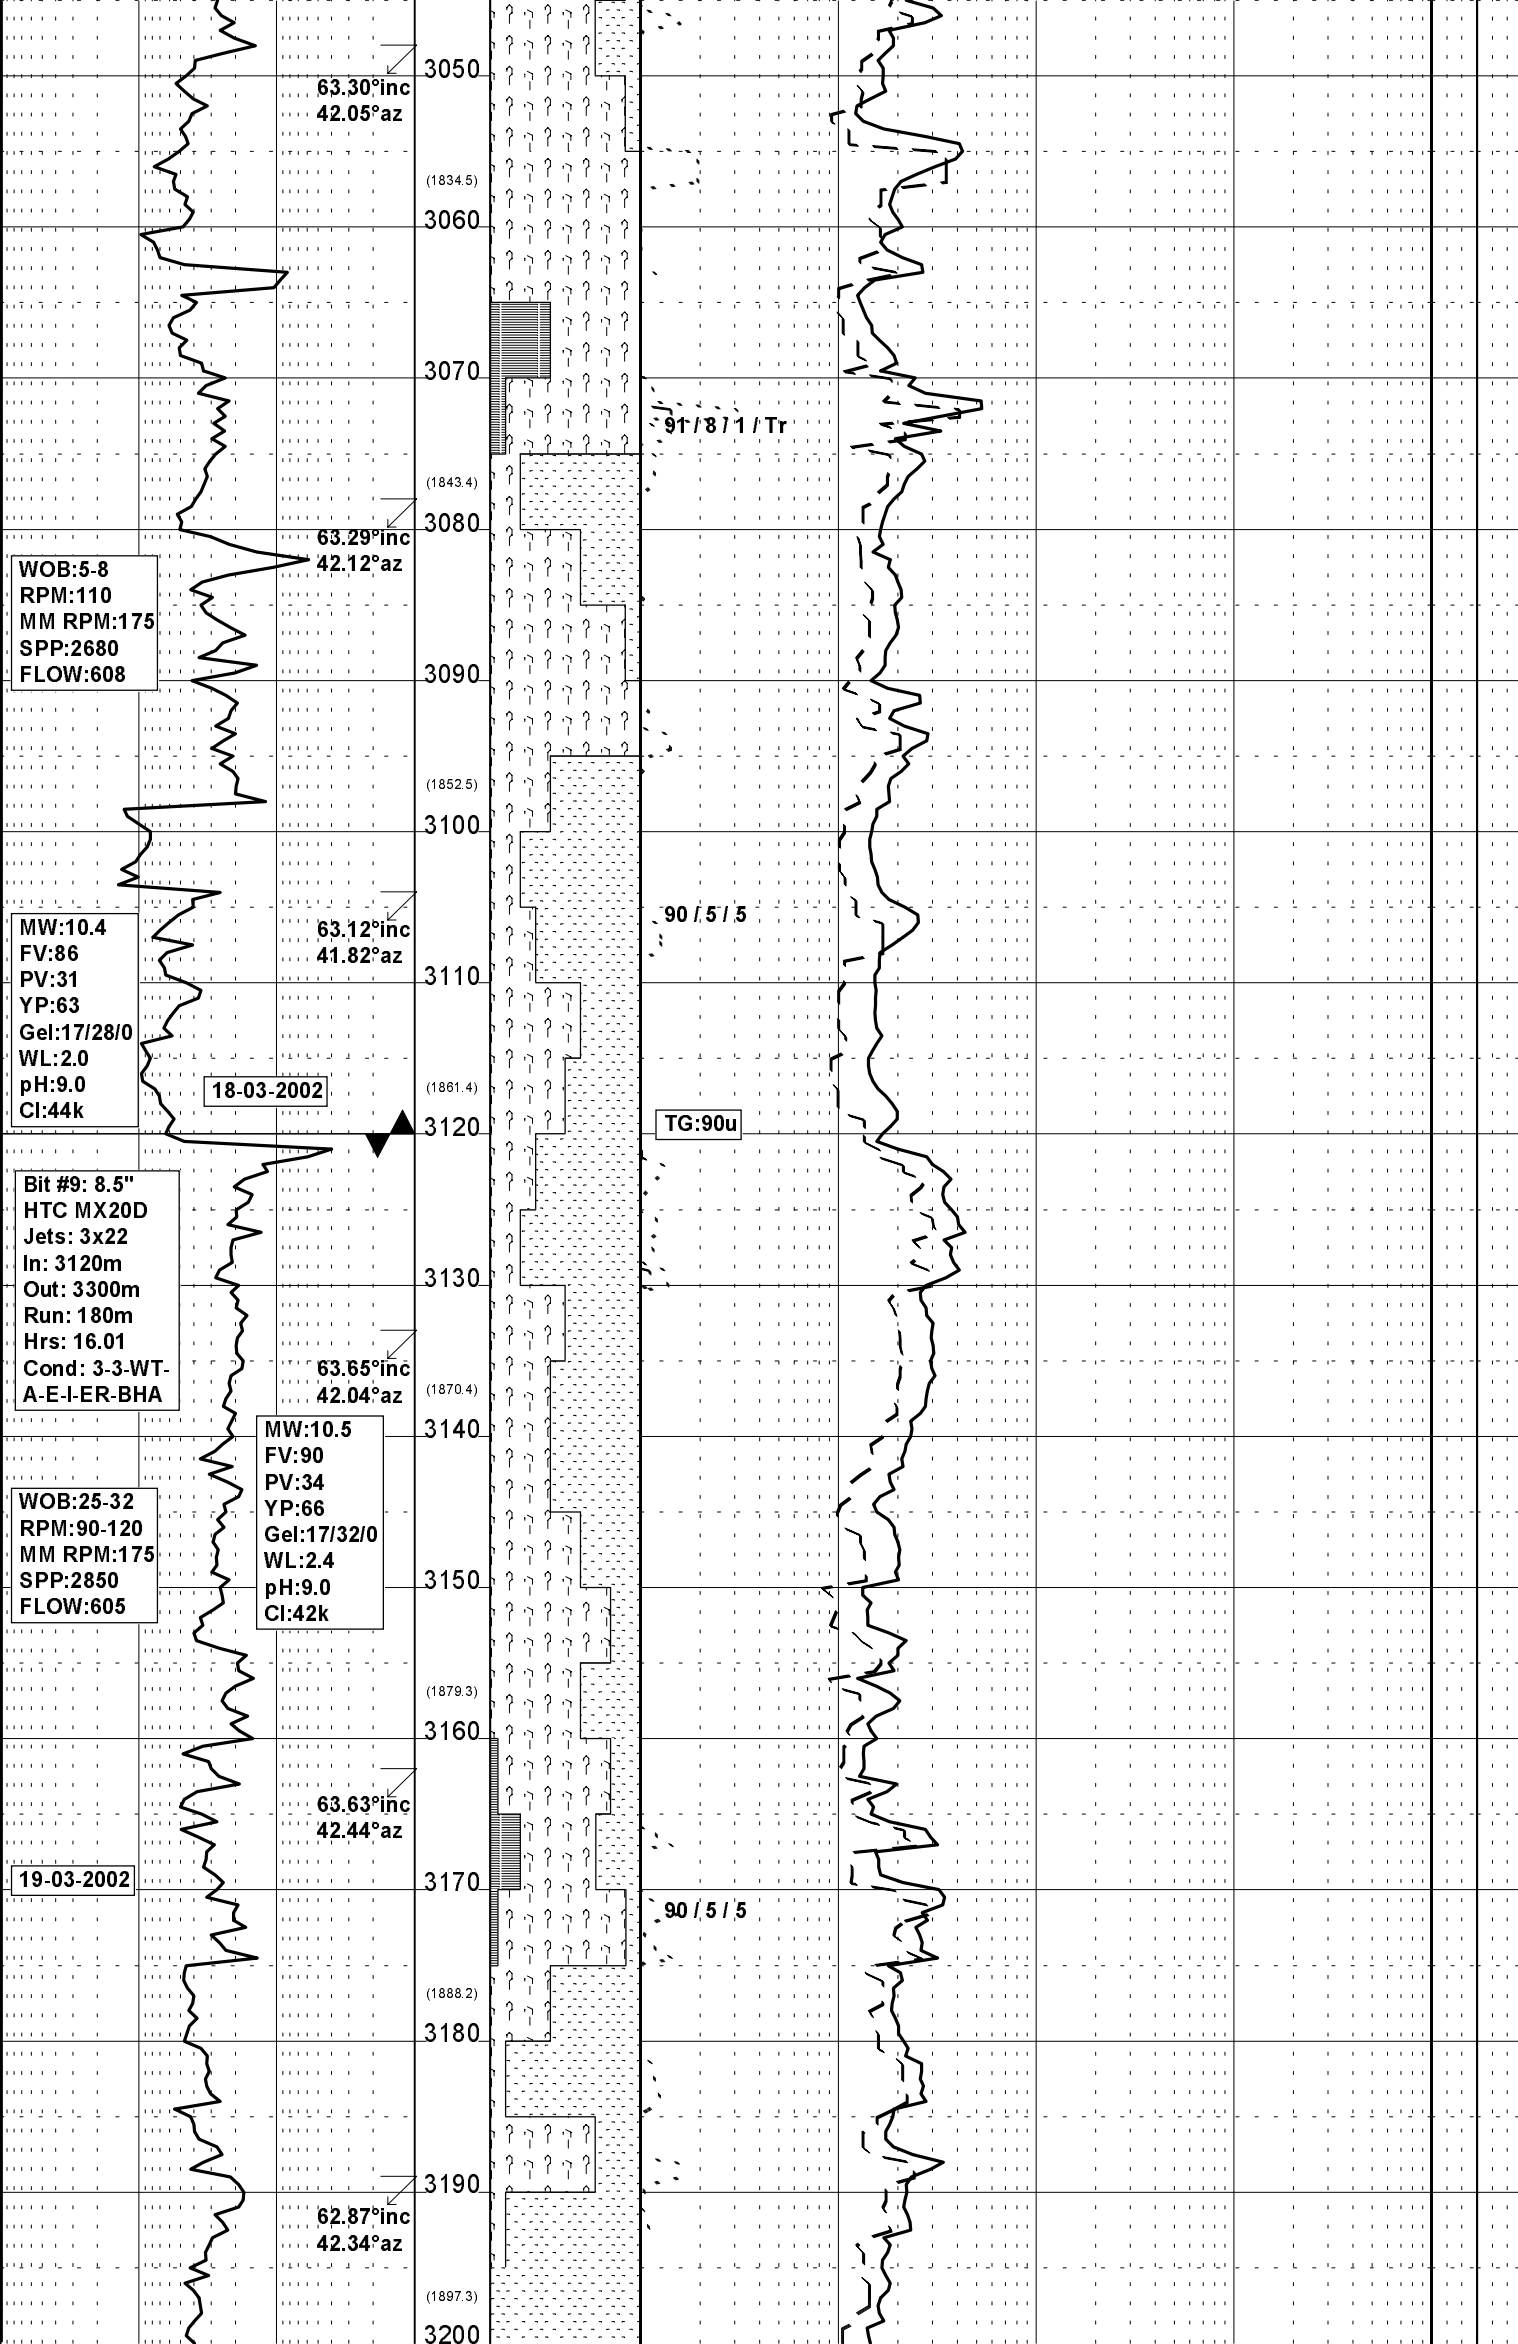 3050
63.30°inc
42.05°az
(1834.5)
3060
3070
91 / 8 / 1 / Tr
(1843.4)
3080
63.29°inc
42.12°az
WOB:5-8
RPM:110
MM RPM:175
SPP:2680
FLOW:608
3090
(1852.5)
3100
90 / 5 / 5
63.12°inc
41.82°az
MW:10.4
FV:86
PV:31
YP:63
Gel:17/28/0
WL:2.0
pH:9.0
Cl:44k
3110
18-03-2002
(1861.4)
3120
TG:90u
Bit #9: 8.5"
HTC MX20D
Jets: 3x22
In: 3120m
Out: 3300m
Run: 180m
Hrs: 16.01
Cond: 3-3-WT-
A-E-I-ER-BHA
3130
63.65°inc
42.04°az
(1870.4)
3140
MW:10.5
FV:90
PV:34
YP:66
Gel:17/32/0
WL:2.4
pH:9.0
Cl:42k
WOB:25-32
RPM:90-120
MM RPM:175
SPP:2850
FLOW:605
3150
(1879.3)
3160
63.63°inc
42.44°az
19-03-2002
3170
90 / 5 / 5
(1888.2)
3180
3190
62.87°inc
42.34°az
(1897.3)
3200